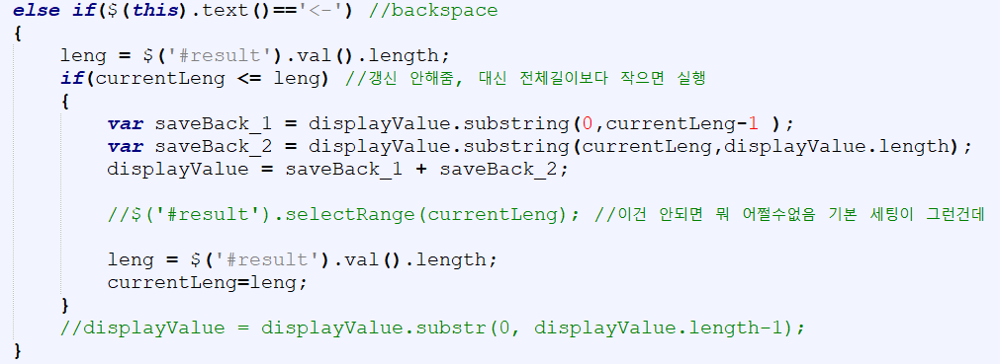 else if($(this).text()=='<-') //backspace
{
leng = $('#result').val().length;
if(currentLeng <= leng) //갱신 안해줌, 대신 전체길이보다 작으면 실행
{
var saveBack_1 = displayValue.substring(0,currentLeng-1 );
var saveBack_2 = displayValue.substring(currentLeng,displayValue.length);
displayValue = saveBack_1 + saveBack_2;
//$('#result').selectRange(currentLeng); //이건 안되면 뭐 어쩔수없음 기본 세팅이 그런건데
leng = $('#result').val().length;
currentLeng=leng;
}
//displayValue = displayValue.substr(0, displayValue.length-1);
}